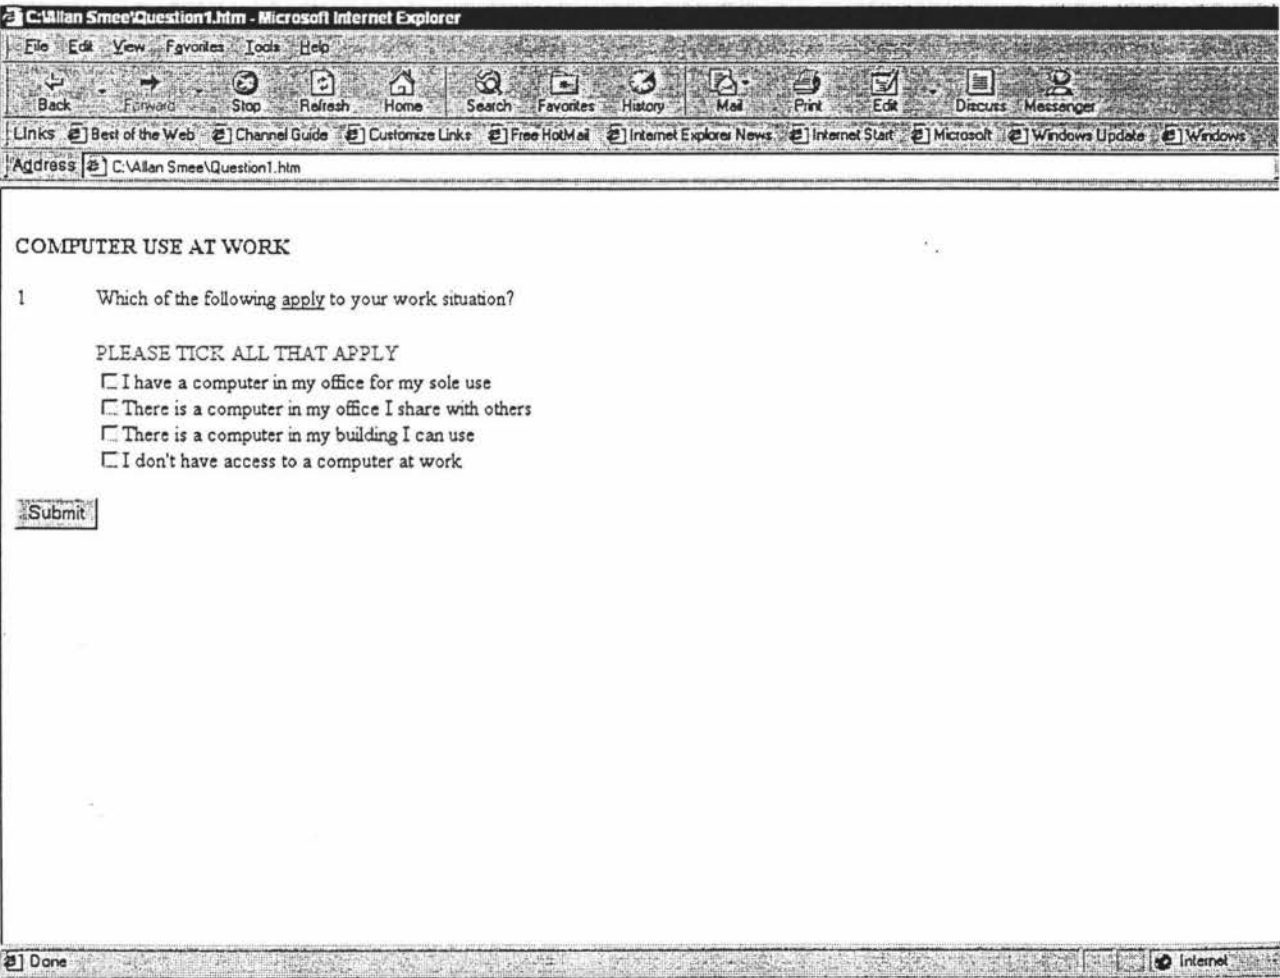 C:\Allan Smee\Question1.htm - Microsoft Internet Explorer
File Edit View Favorites Tools Help
Back Forward Stop Refresh Home Search Favorites History Mail Print Edit Discuss Messenger
Links Best of the Web Channel Guide Customize Links Free HotMail Internet Explorer News Internet Start Microsoft Windows Update Windows
Address C:\Allan Smee\Question1.htm
COMPUTER USE AT WORK
1 Which of the following apply to your work situation?
PLEASE TICK ALL THAT APPLY
I have a computer in my office for my sole use
There is a computer in my office I share with others
There is a computer in my building I can use
I don't have access to a computer at work
Submit
Done Internet